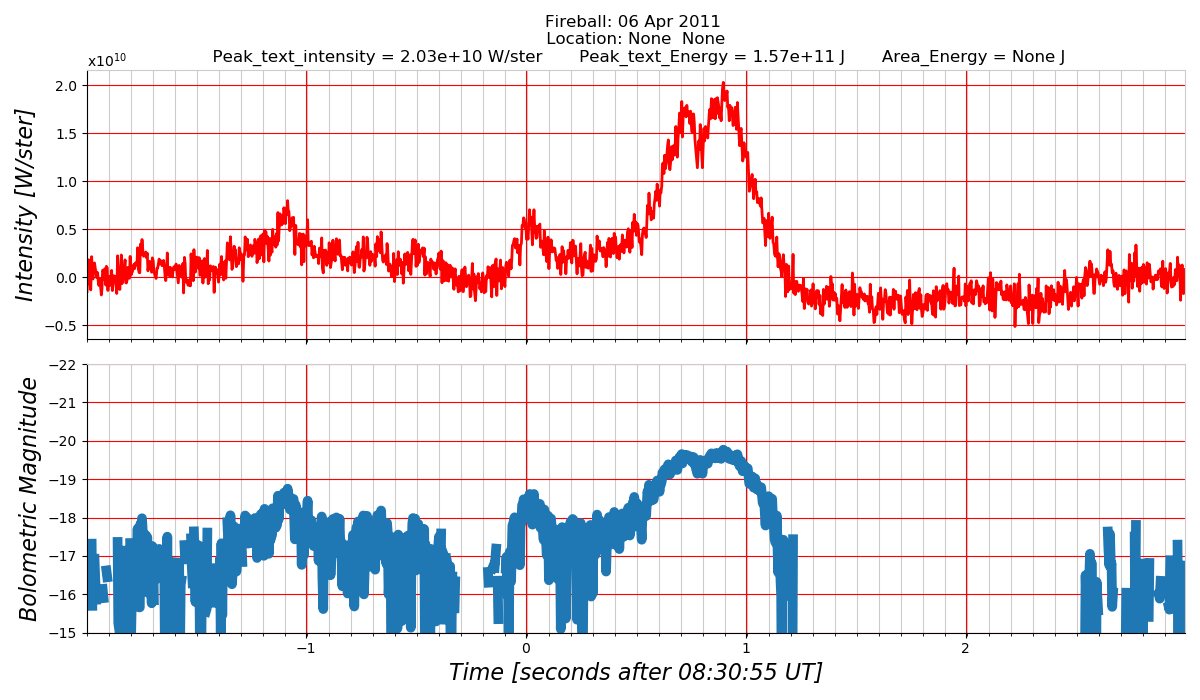 Fireball: 06 Apr 2011
Location: None  None
Peak_text_intensity = 2.03e+10 W/ster       Peak_text_Energy = 1.57e+11 J       Area_Energy = None J
x10¹⁰
Intensity [W/ster]
2.0
1.5
1.0
0.5
0.0
−0.5
Bolometric Magnitude
−22
−21
−20
−19
−18
−17
−16
−15
−1 0 1 2
Time [seconds after 08:30:55 UT]